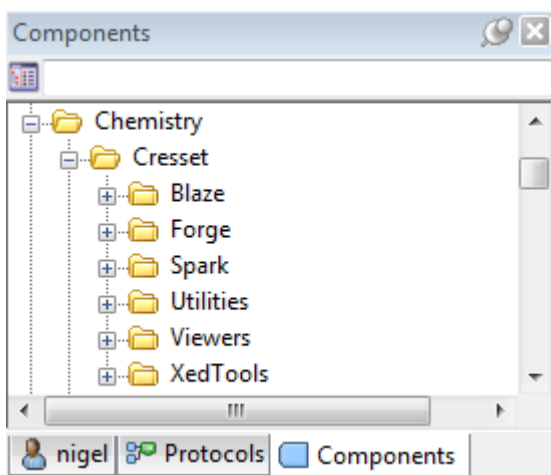 Components
Chemistry
Cresset
Blaze
Forge
Spark
Utilities
Viewers
XedTools
nigel Protocols Components